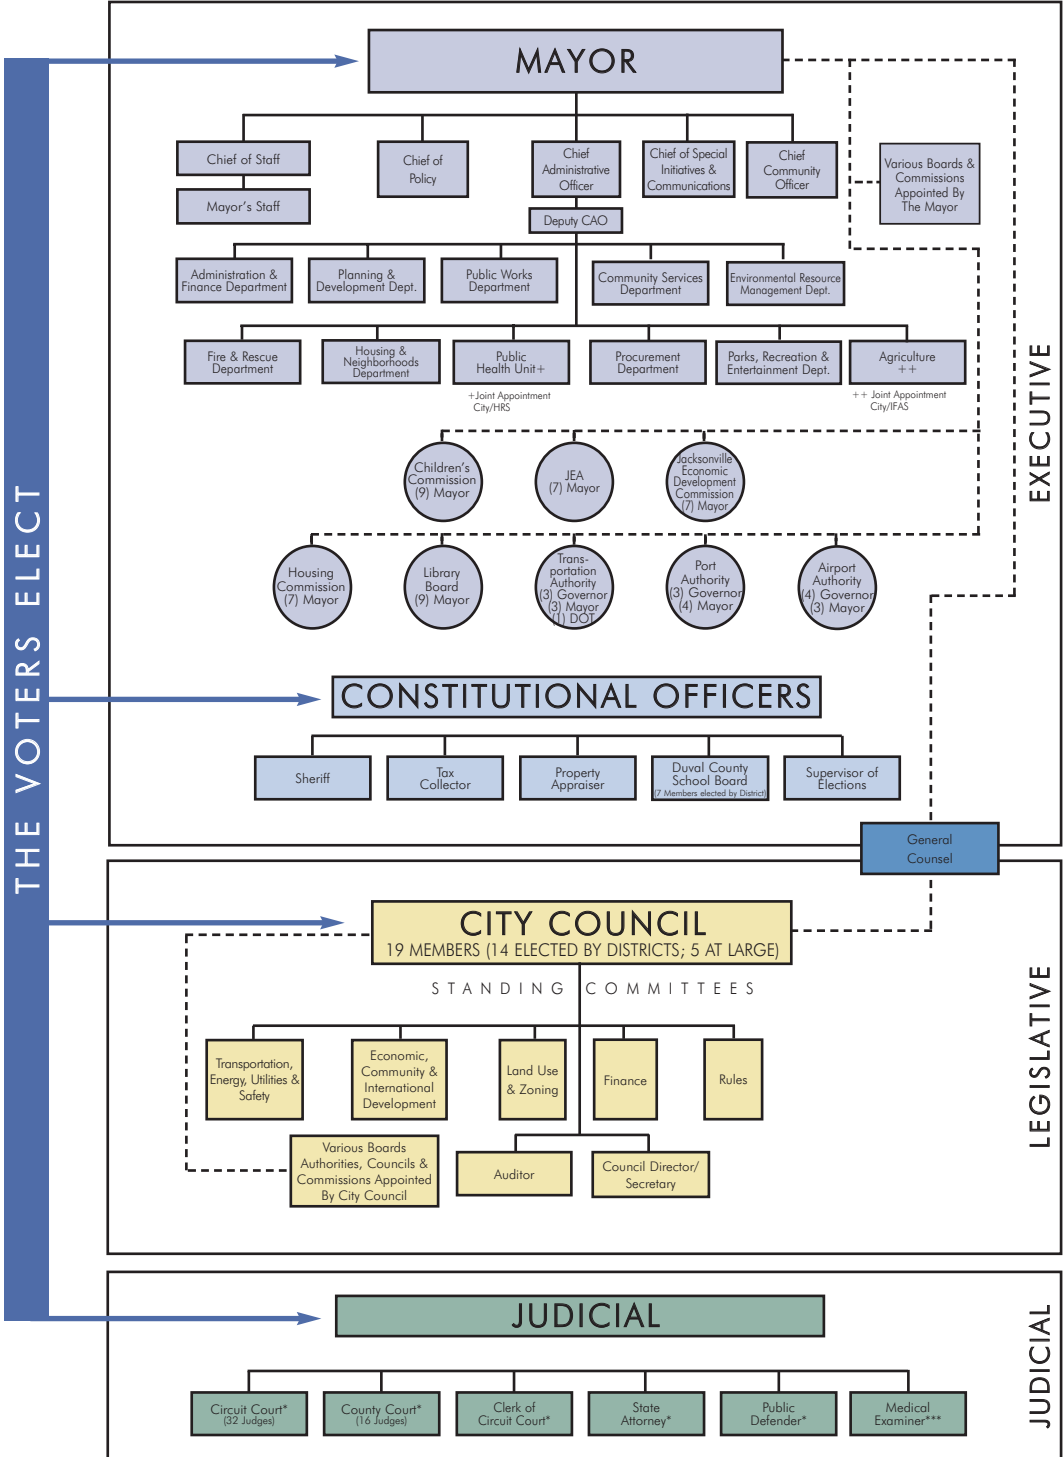 THE VOTERS ELECT
MAYOR
Chief of Staff
Mayor's Staff
Chief of
Policy
Chief
Administrative
Officer
Chief of Special
Initiatives &
Communications
Chief
Community
Officer
Various Boards &
Commissions
Appointed By
The Mayor
Deputy CAO
Administration &
Finance Department
Planning &
Development Dept.
Public Works
Department
Community Services
Department
Environmental Resource
Management Dept.
Fire & Rescue
Department
Housing &
Neighborhoods
Department
Public
Health Unit+
Procurement
Department
Parks, Recreation &
Entertainment Dept.
Agriculture
++
+Joint Appointment
City/HRS
++ Joint Appointment
City/IFAS
EXECUTIVE
Children's
Commission
(9) Mayor
JEA
(7) Mayor
Jacksonville
Economic
Development
Commission
(7) Mayor
Housing
Commission
(7) Mayor
Library
Board
(9) Mayor
Trans-
portation
Authority
(3) Governor
(3) Mayor
(1) DOT
Port
Authority
(3) Governor
(4) Mayor
Airport
Authority
(4) Governor
(3) Mayor
CONSTITUTIONAL OFFICERS
Sheriff
Tax
Collector
Property
Appraiser
Duval County
School Board
(7 Members elected by District)
Supervisor of
Elections
General
Counsel
CITY COUNCIL
19 MEMBERS (14 ELECTED BY DISTRICTS; 5 AT LARGE)
STANDING COMMITTEES
LEGISLATIVE
Transportation,
Energy, Utilities &
Safety
Economic,
Community &
International
Development
Land Use
& Zoning
Finance
Rules
Various Boards
Authorities, Councils &
Commissions Appointed
By City Council
Auditor
Council Director/
Secretary
JUDICIAL
JUDICIAL
Circuit Court*
(32 Judges)
County Court*
(16 Judges)
Clerk of
Circuit Court*
State
Attorney*
Public
Defender*
Medical
Examiner***